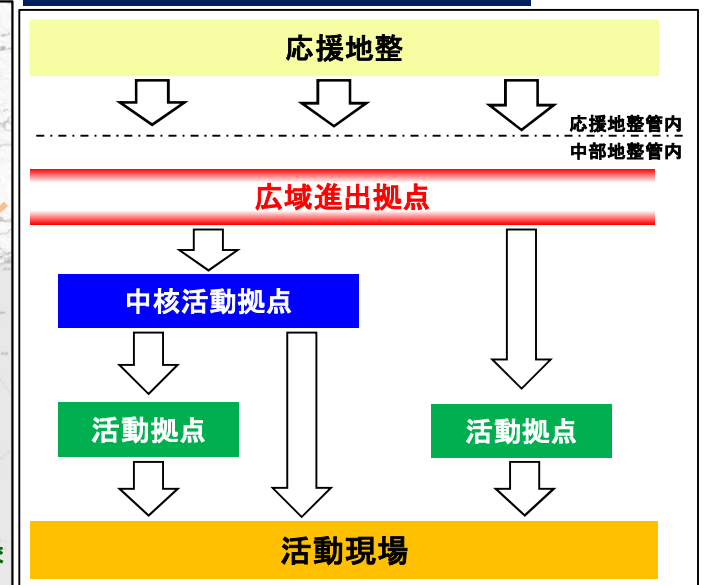 応援地整
応援地整管内
中部地整管内
広域進出拠点
中核活動拠点
活動拠点
活動拠点
活動現場